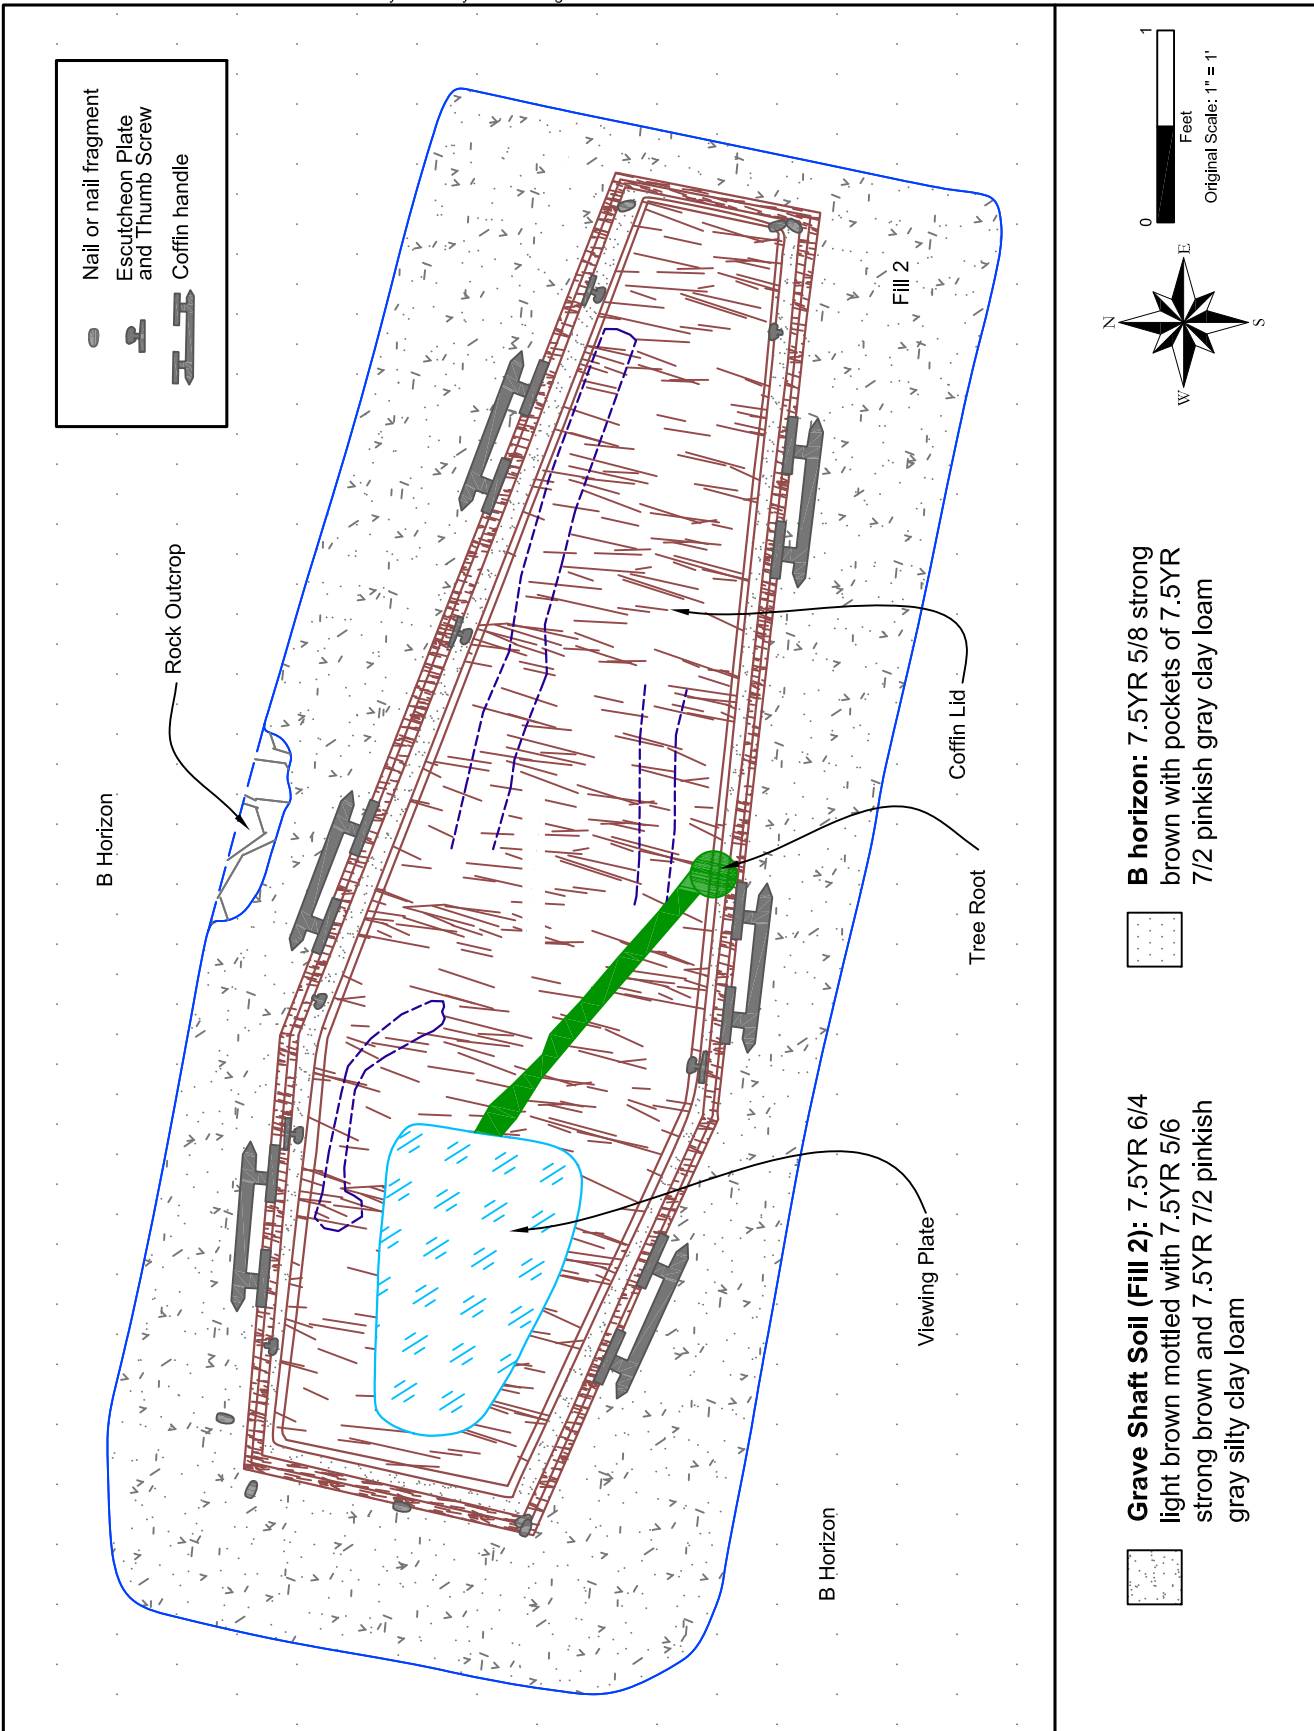 Nail or nail fragment
Escutcheon Plate
and Thumb Screw
Coffin handle
Rock Outcrop
B Horizon
Fill 2
Coffin Lid
Tree Root
Viewing Plate
B Horizon
0
1
Feet
Original Scale: 1" = 1'
N
E
S
W
Grave Shaft Soil (Fill 2): 7.5YR 6/4
light brown mottled with 7.5YR 5/6
strong brown and 7.5YR 7/2 pinkish
gray silty clay loam
B horizon: 7.5YR 5/8 strong
brown with pockets of 7.5YR
7/2 pinkish gray clay loam